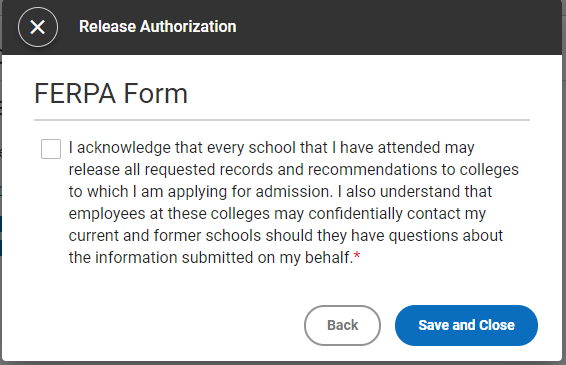 Release Authorization
FERPA Form
I acknowledge that every school that I have attended may
release all requested records and recommendations to colleges
to which I am applying for admission. I also understand that
employees at these colleges may confidentially contact my
current and former schools should they have questions about
the information submitted on my behalf.*
Back
Save and Close